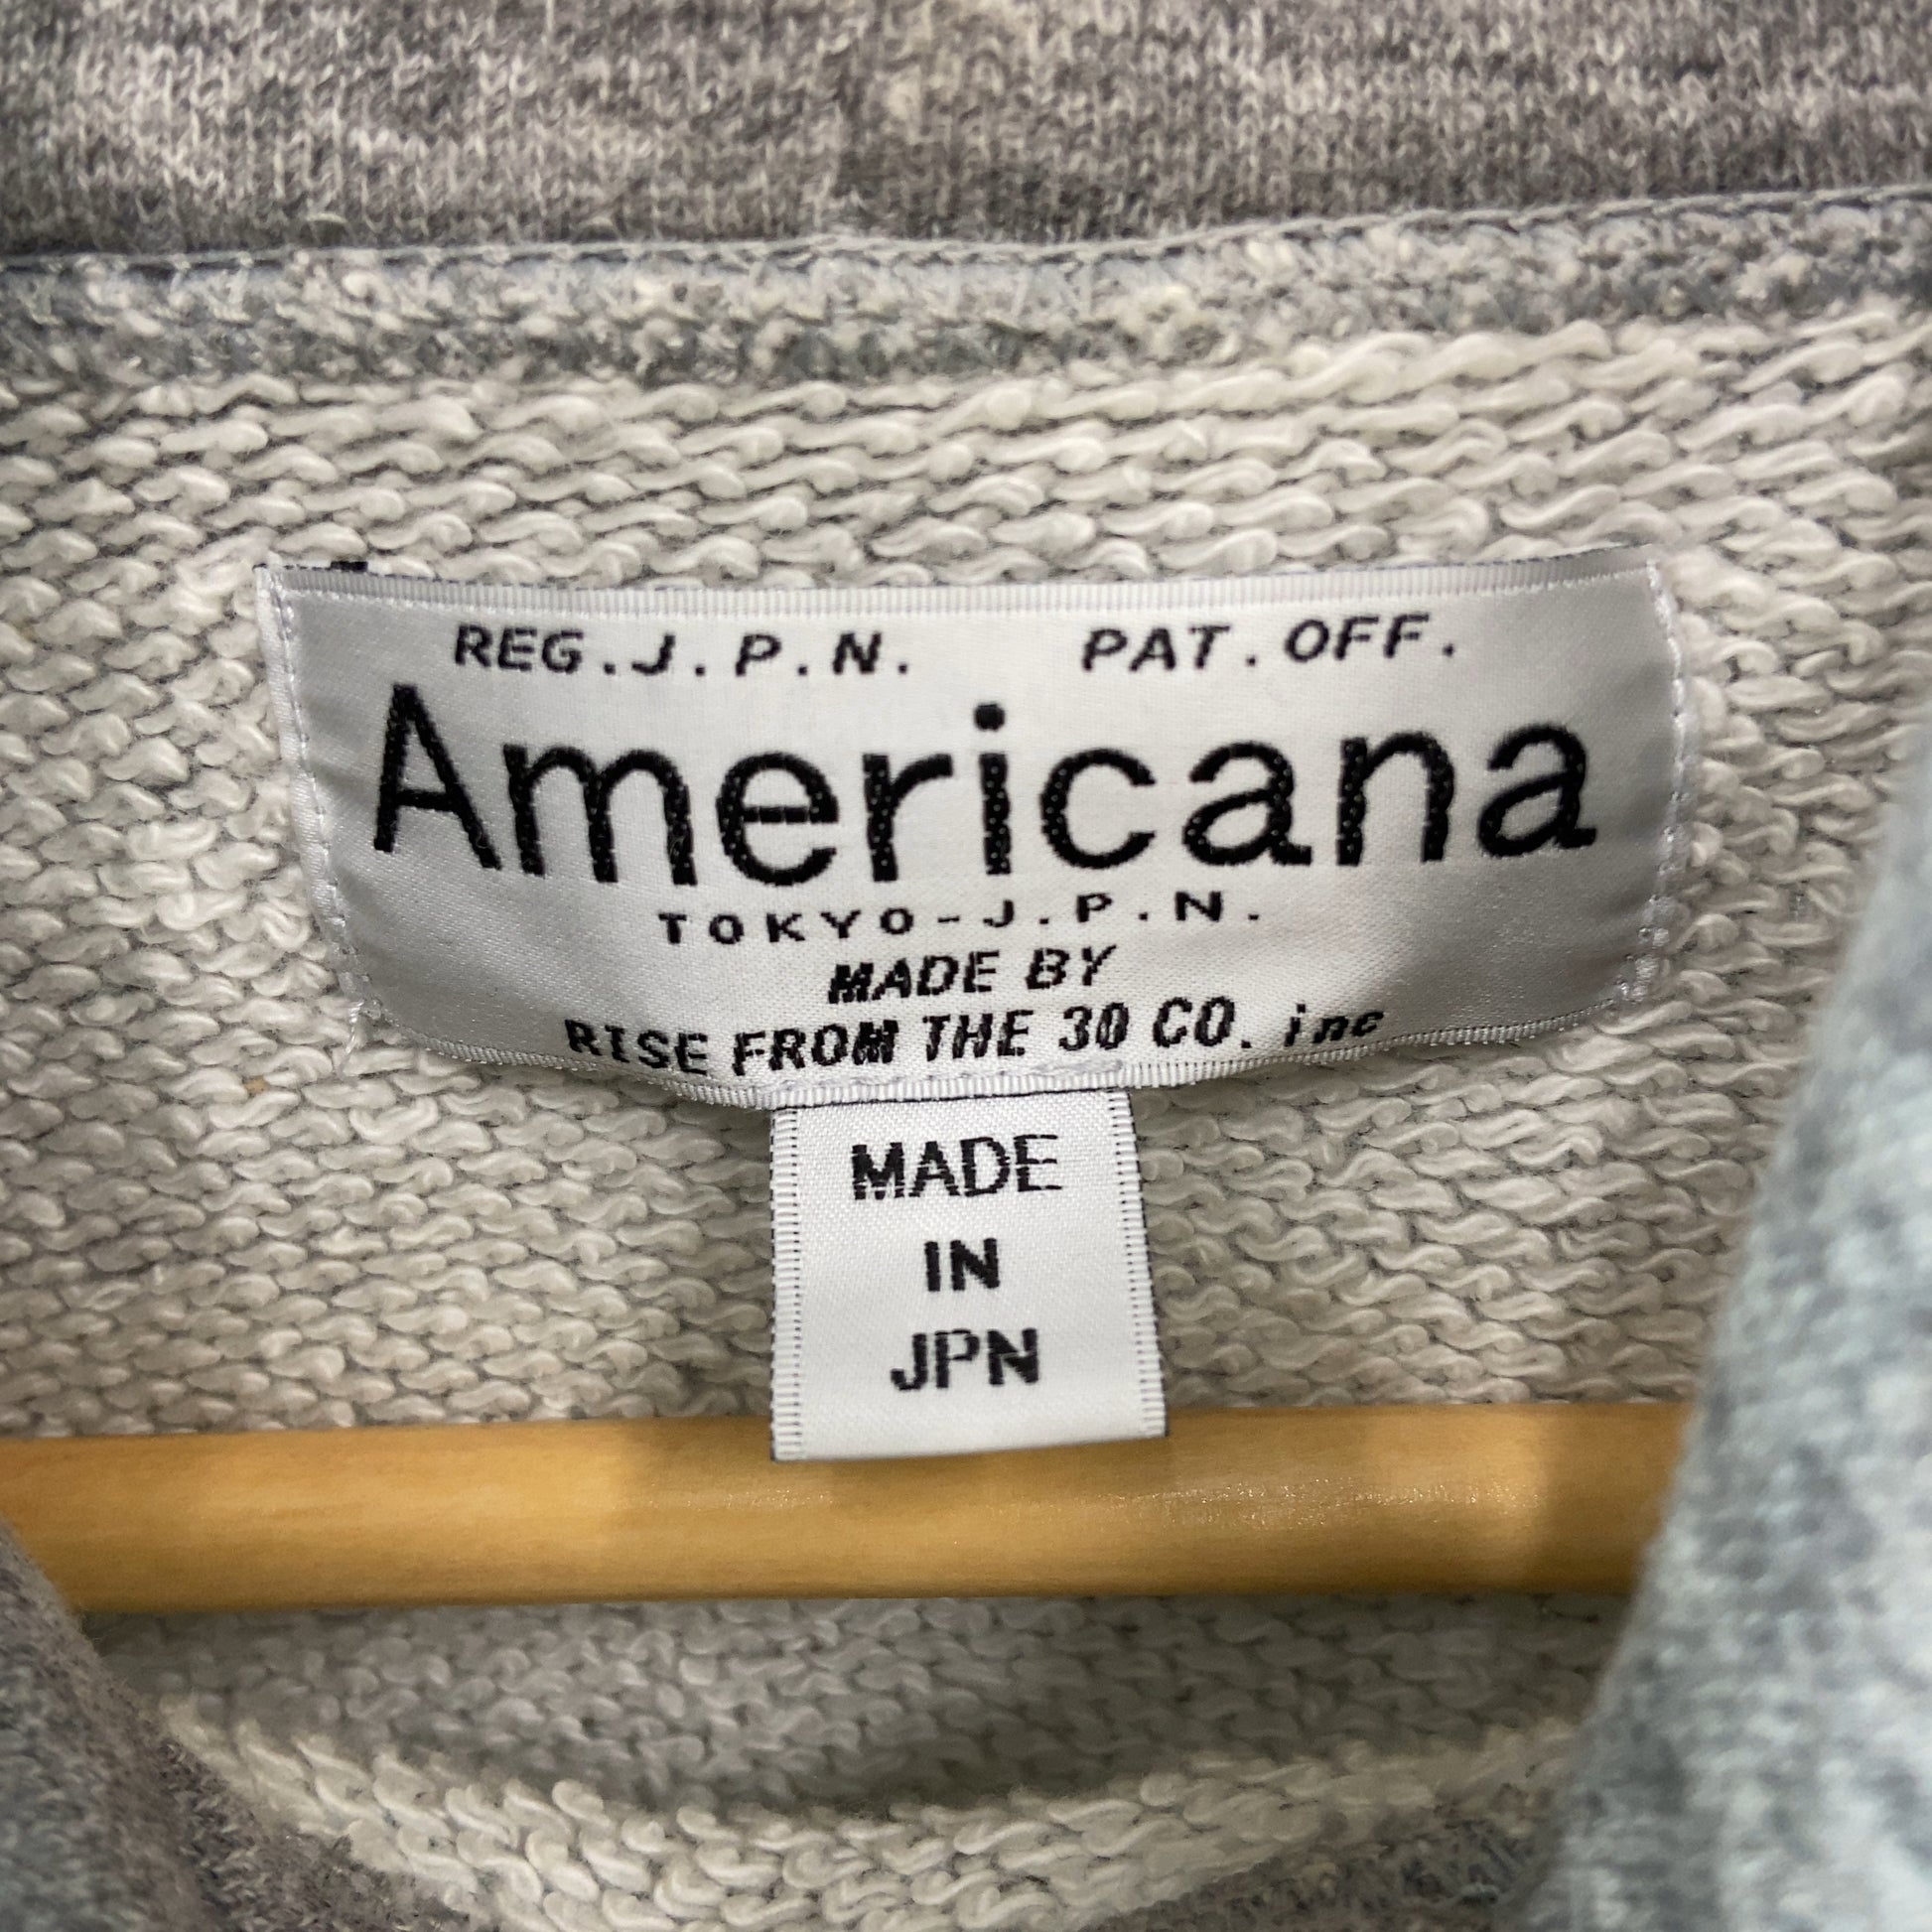 REG.J.P.N. PAT.OFF.
Americana
TOKYO-J.P.N.
MADE BY
RISE FROM THE 30 CO. inc
MADE
IN
JPN